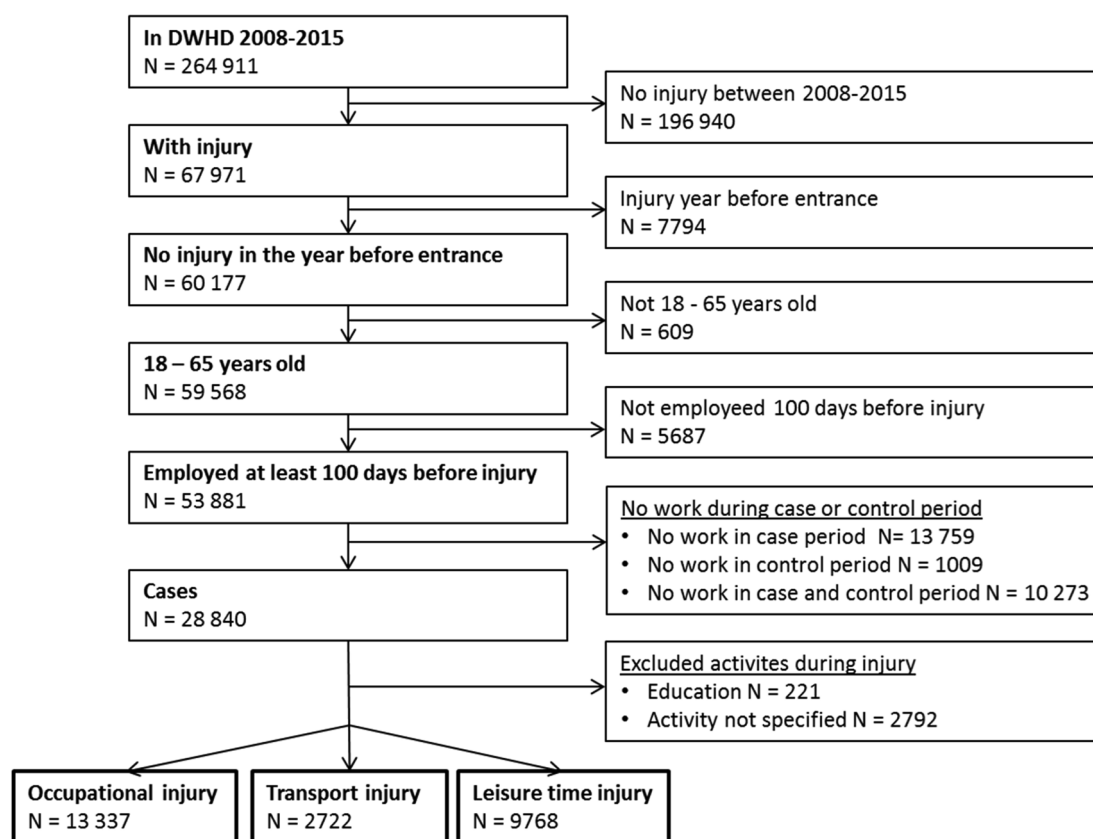 In DWHD 2008-2015
N = 264 911
No injury between 2008-2015
N = 196 940
With injury
N = 67 971
Injury year before entrance
N = 7794
No injury in the year before entrance
N = 60 177
Not 18 - 65 years old
N = 609
18 – 65 years old
N = 59 568
Not employeed 100 days before injury
N = 5687
Employed at least 100 days before injury
N = 53 881
No work during case or control period
• No work in case period N= 13 759
• No work in control period N = 1009
• No work in case and control period N = 10 273
Cases
N = 28 840
Excluded activites during injury
• Education N = 221
• Activity not specified N = 2792
Occupational injury
N = 13 337
Transport injury
N = 2722
Leisure time injury
N = 9768